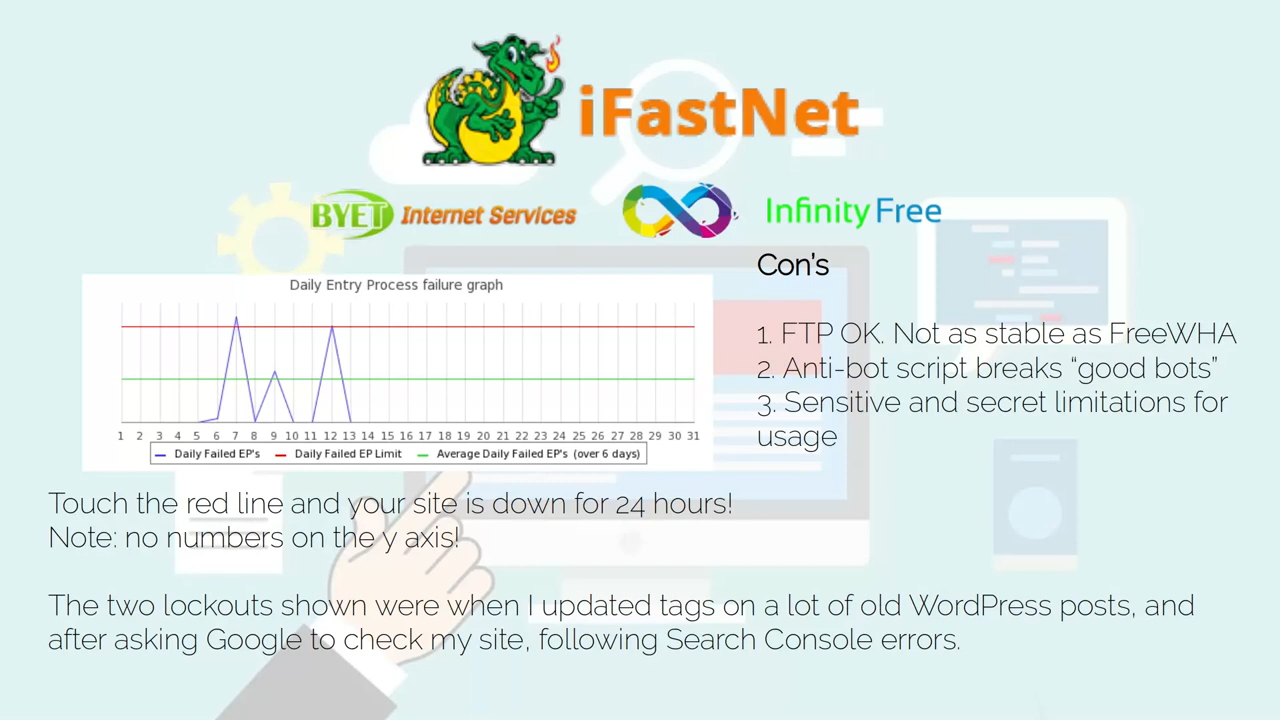 iFastNet
BYET Internet Services
InfinityFree
Con's
Daily Entry Process failure graph
1 2 3 4 5 6 7 8 9 10 11 12 13 14 15 16 17 18 19 20 21 22 23 24 25 26 27 28 29 30 31
Daily Failed EP's Daily Failed EP Limit Average Daily Failed EP's (over 6 days)
1. FTP OK. Not as stable as FreeWHA
2. Anti-bot script breaks “good bots”
3. Sensitive and secret limitations for
usage
Touch the red line and your site is down for 24 hours!
Note: no numbers on the y axis!
The two lockouts shown were when I updated tags on a lot of old WordPress posts, and
after asking Google to check my site, following Search Console errors.